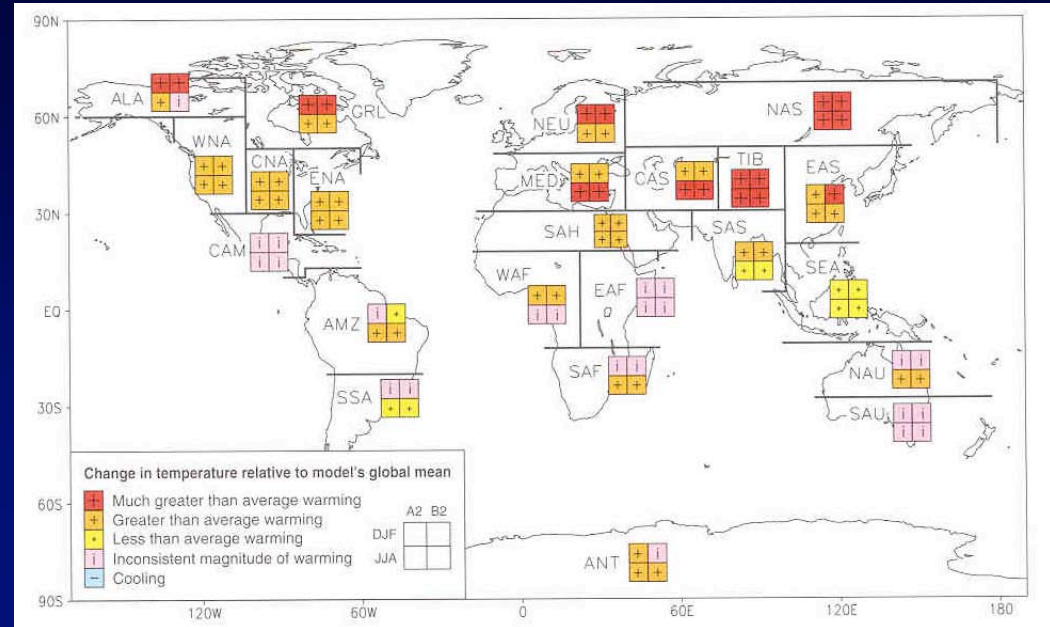 90N
60N
30N
EQ
30S
60S
90S
120W
60W
0
60E
120E
180
ALA
+ +
+ i
GRL
+ +
+ +
WNA
+ +
+ +
CNA
+ +
+ +
ENA
+ +
+ +
CAM
i i
i i
AMZ
i +
+ +
SSA
i i
+ +
NEU
+ +
+ +
MED
+ +
+ +
NAS
+ +
+ +
CAS
+ +
+ +
TIB
+ +
+ +
EAS
+ +
+ +
SAH
+ +
+ +
SAS
+ +
+ +
SEA
+ +
+ +
WAF
+ +
i i
EAF
i i
i i
SAF
i i
+ +
NAU
i i
+ +
SAU
i i
i i
ANT
+ i
+ +
Change in temperature relative to model's global mean
+ Much greater than average warming
+ Greater than average warming
+ Less than average warming
i Inconsistent magnitude of warming
− Cooling
A2 B2
DJF
JJA